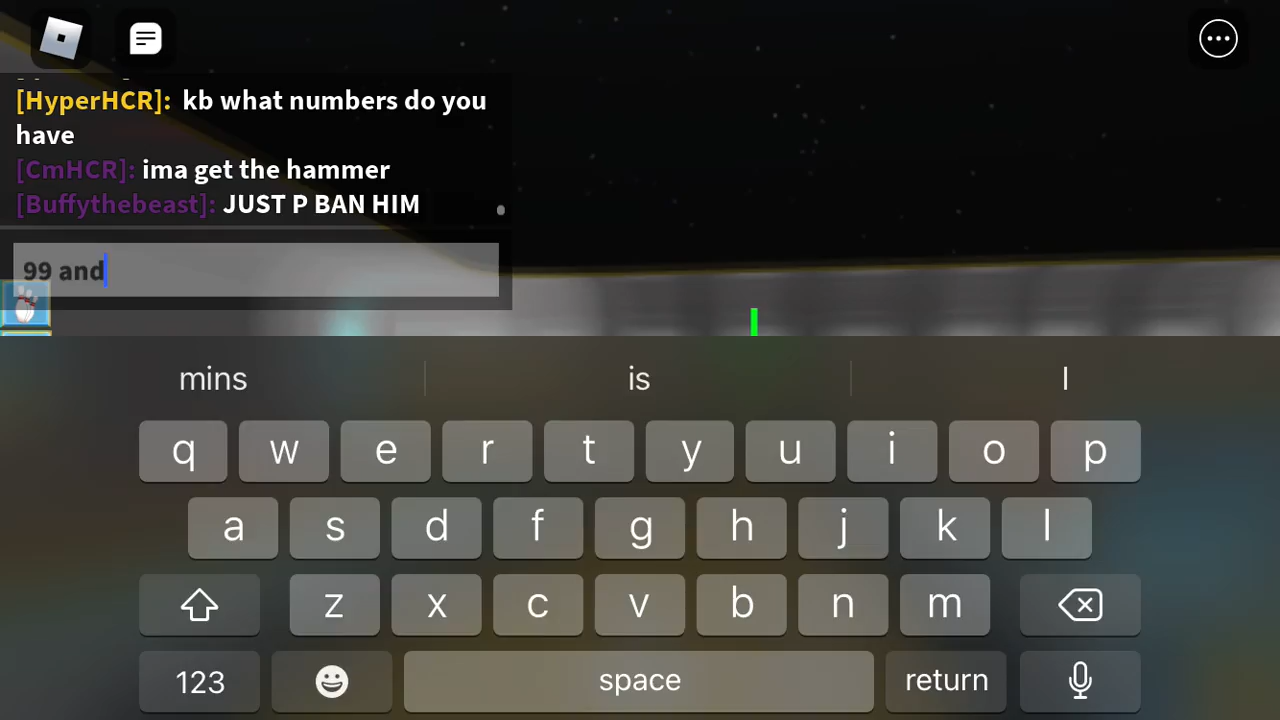 [HyperHCR]: kb what numbers do you
have
[CmHCR]: ima get the hammer
[Buffythebeast]: JUST P BAN HIM
99 and
mins is I
q w e r t y u i o p
a s d f g h j k l
z x c v b n m
123 space return